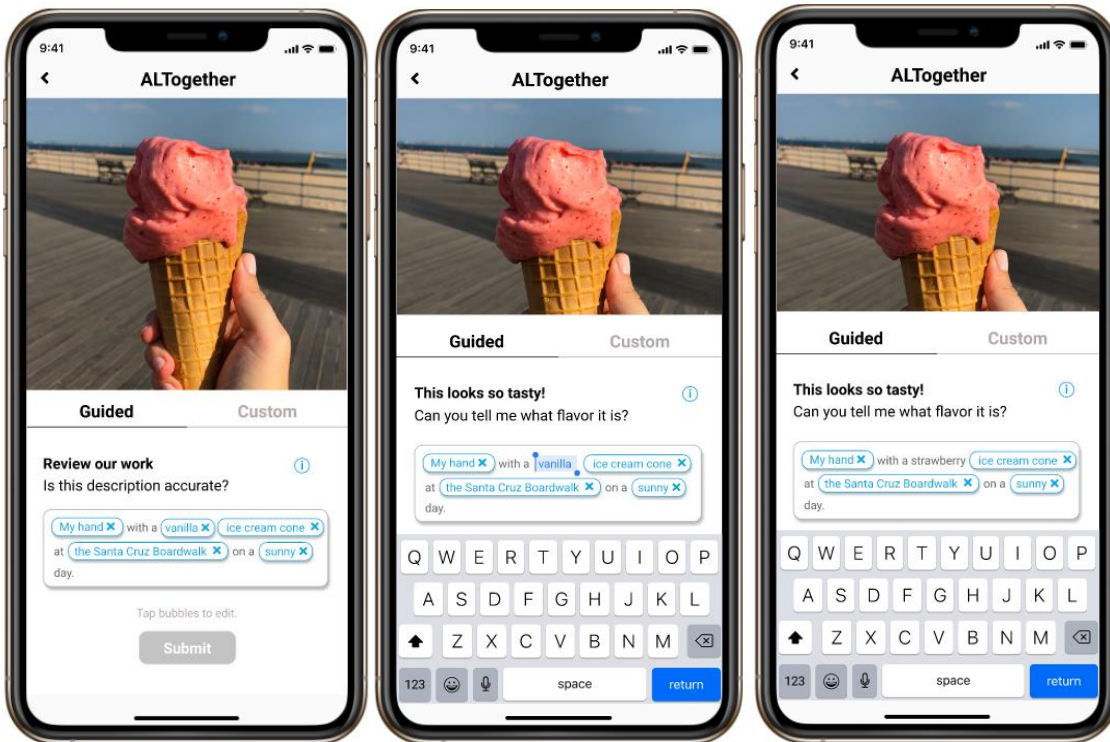 9:41
ALTogether
Guided Custom
Review our work
Is this description accurate?
My hand × with a vanilla × ice cream cone ×
at the Santa Cruz Boardwalk × on a sunny ×
day.
Tap bubbles to edit.
Submit
9:41
ALTogether
Guided Custom
This looks so tasty!
Can you tell me what flavor it is?
My hand × with a vanilla ice cream cone ×
at the Santa Cruz Boardwalk × on a sunny ×
day.
Q W E R T Y U I O P
A S D F G H J K L
Z X C V B N M
123 space return
9:41
ALTogether
Guided Custom
This looks so tasty!
Can you tell me what flavor it is?
My hand × with a strawberry ice cream cone ×
at the Santa Cruz Boardwalk × on a sunny ×
day.
Q W E R T Y U I O P
A S D F G H J K L
Z X C V B N M
123 space return